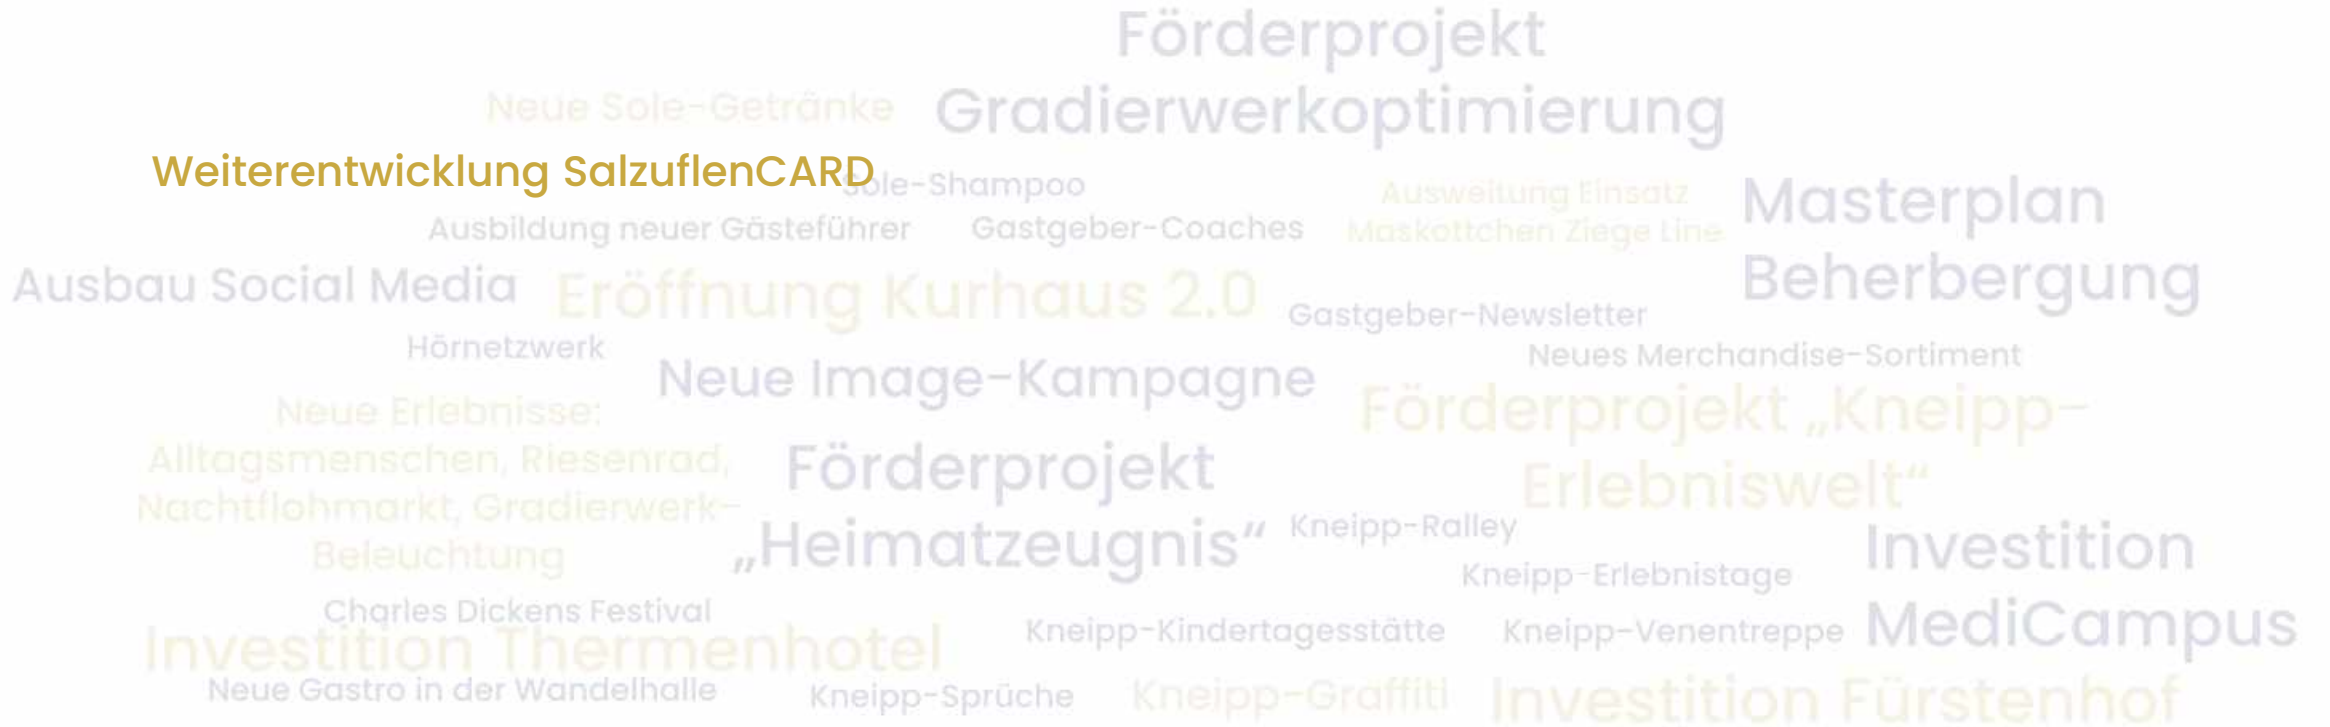 Förderprojekt
Gradierwerkoptimierung
Neue Sole-Getränke
Weiterentwicklung SalzuflenCARD
Sole-Shampoo
Ausweitung Einsatz
Maskottchen Ziege Line
Masterplan
Beherbergung
Ausbildung neuer Gästeführer
Gastgeber-Coaches
Ausbau Social Media
Eröffnung Kurhaus 2.0
Gastgeber-Newsletter
Hörnetzwerk
Neue Image-Kampagne
Neues Merchandise-Sortiment
Neue Erlebnisse:
Alltagsmenschen, Riesenrad,
Nachtflohmarkt, Gradierwerk-
Beleuchtung
Förderprojekt
„Heimatzeugnis“
Förderprojekt „Kneipp-
Erlebniswelt“
Kneipp-Ralley
Kneipp-Erlebnistage
Investition
MediCampus
Charles Dickens Festival
Investition Thermenhotel
Kneipp-Kindertagesstätte
Kneipp-Venentreppe
Neue Gastro in der Wandelhalle
Kneipp-Sprüche
Kneipp-Graffiti
Investition Fürstenhof